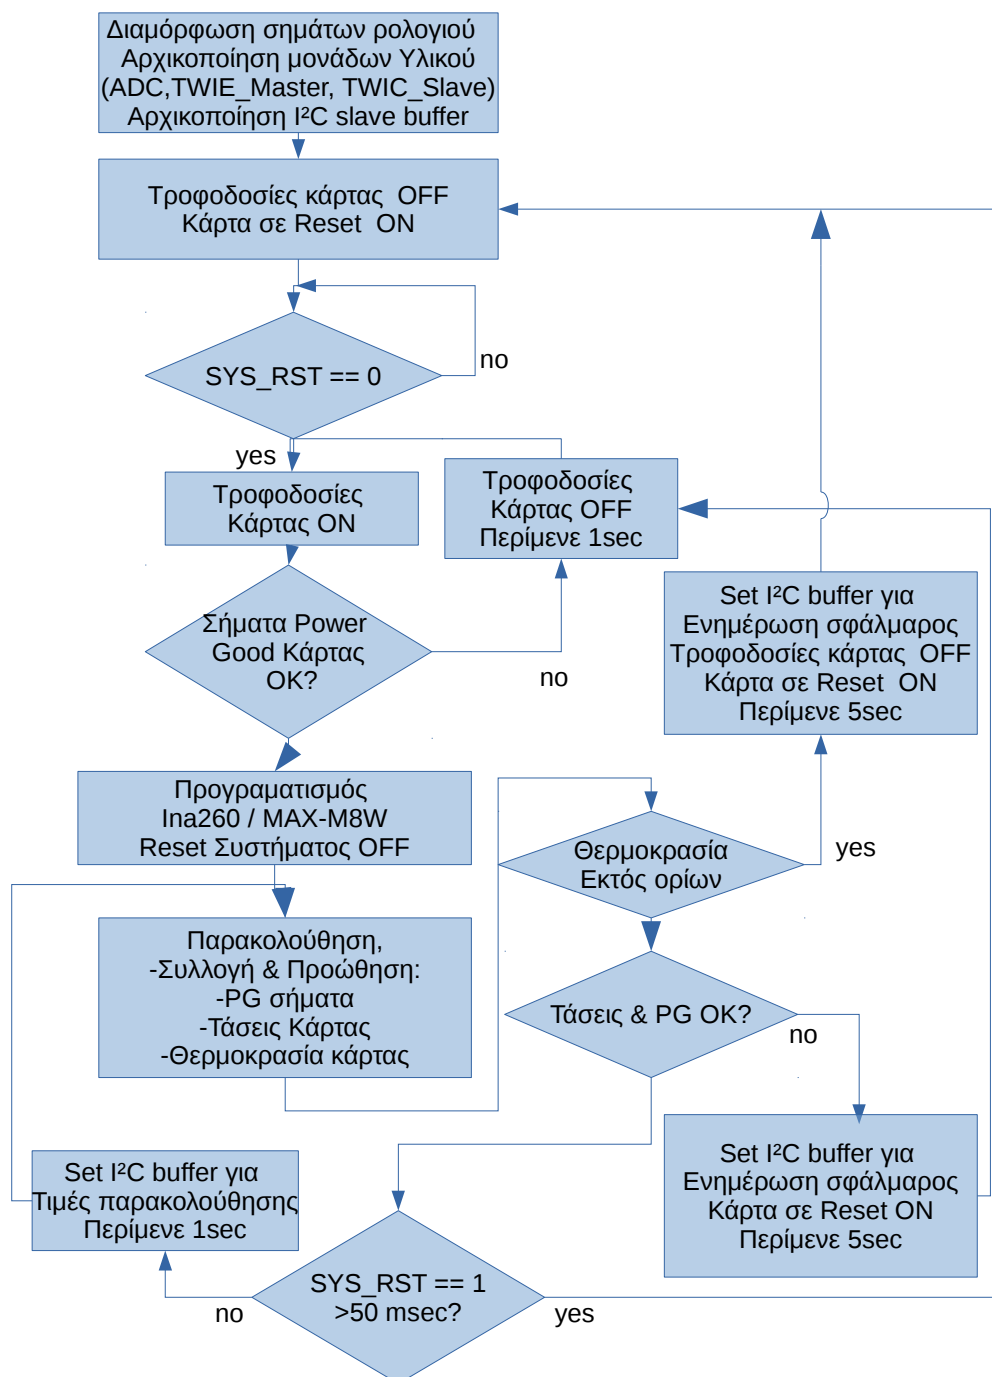 Διαμόρφωση σημάτων ρολογιού
Αρχικοποίηση μονάδων Υλικού
(ADC,TWIE_Master, TWIC_Slave)
Αρχικοποίηση I²C slave buffer
Τροφοδοσίες κάρτας OFF
Κάρτα σε Reset ON
SYS_RST == 0
no
yes
Τροφοδοσίες
Κάρτας ON
Τροφοδοσίες
Κάρτας OFF
Περίμενε 1sec
Σήματα Power
Good Κάρτας
OK?
no
Set I²C buffer για
Ενημέρωση σφάλμαρος
Τροφοδοσίες κάρτας OFF
Κάρτα σε Reset ON
Περίμενε 5sec
Προγραματισμός
Ina260 / MAX-M8W
Reset Συστήματος OFF
Θερμοκρασία
Εκτός ορίων
yes
Παρακολούθηση,
-Συλλογή & Προώθηση:
-PG σήματα
-Τάσεις Κάρτας
-Θερμοκρασία κάρτας
Τάσεις & PG OK?
no
Set I²C buffer για
Ενημέρωση σφάλμαρος
Κάρτα σε Reset ON
Περίμενε 5sec
Set I²C buffer για
Τιμές παρακολούθησης
Περίμενε 1sec
SYS_RST == 1
>50 msec?
no
yes